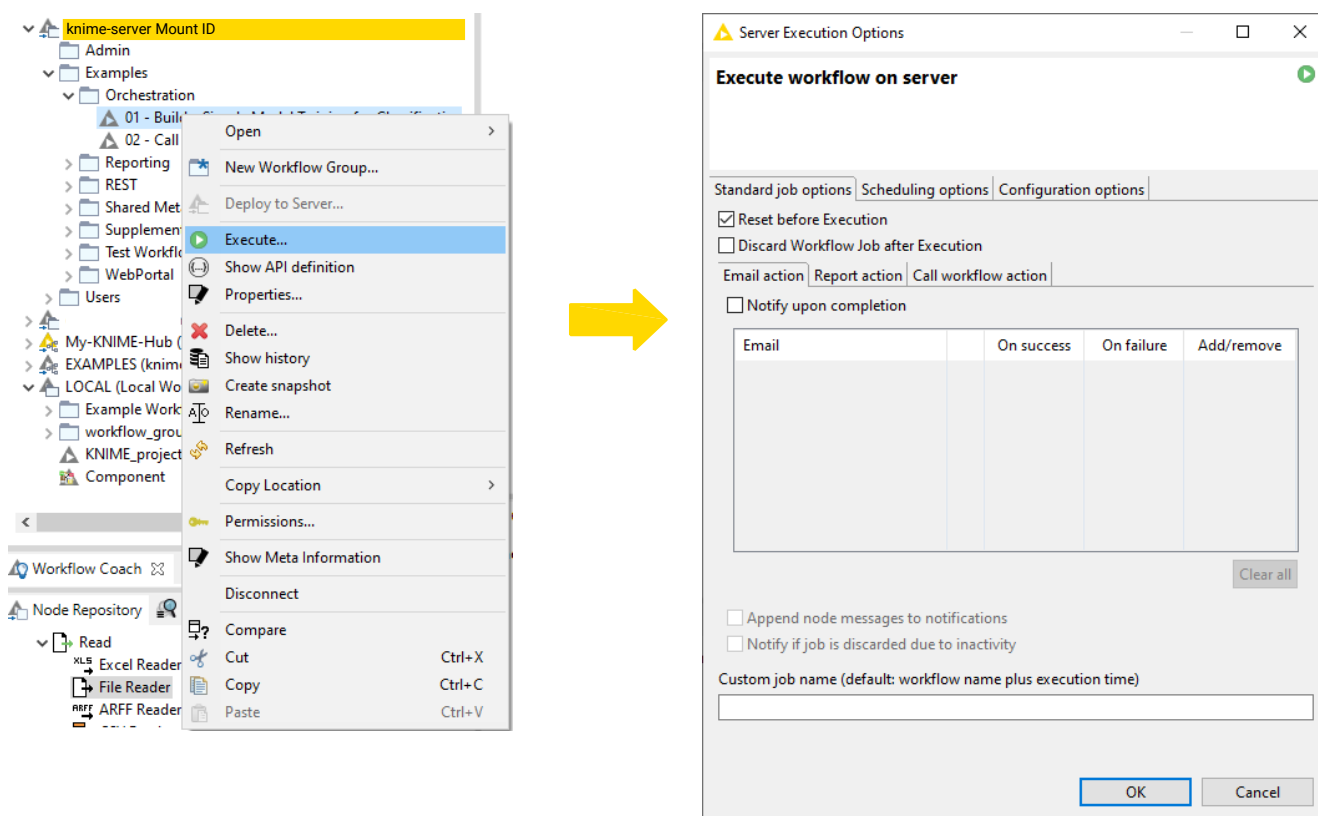 knime-server Mount ID
Admin
Examples
Orchestration
01 - Build
02 - Call
Reporting
REST
Shared Met
Supplemen
Test Workfl
WebPortal
Users
My-KNIME-Hub (
EXAMPLES (knim
LOCAL (Local Wo
Example Work
workflow_grou
KNIME_project
Component
Workflow Coach
Node Repository
Read
XLS Excel Reader
File Reader
ARFF ARFF Reader
Open
New Workflow Group...
Deploy to Server...
Execute...
Show API definition
Properties...
Delete...
Show history
Create snapshot
Rename...
Refresh
Copy Location
Permissions...
Show Meta Information
Disconnect
Compare
Cut Ctrl+X
Copy Ctrl+C
Paste Ctrl+V
Server Execution Options
Execute workflow on server
Standard job options Scheduling options Configuration options
Reset before Execution
Discard Workflow Job after Execution
Email action Report action Call workflow action
Notify upon completion
Email On success On failure Add/remove
Clear all
Append node messages to notifications
Notify if job is discarded due to inactivity
Custom job name (default: workflow name plus execution time)
OK Cancel